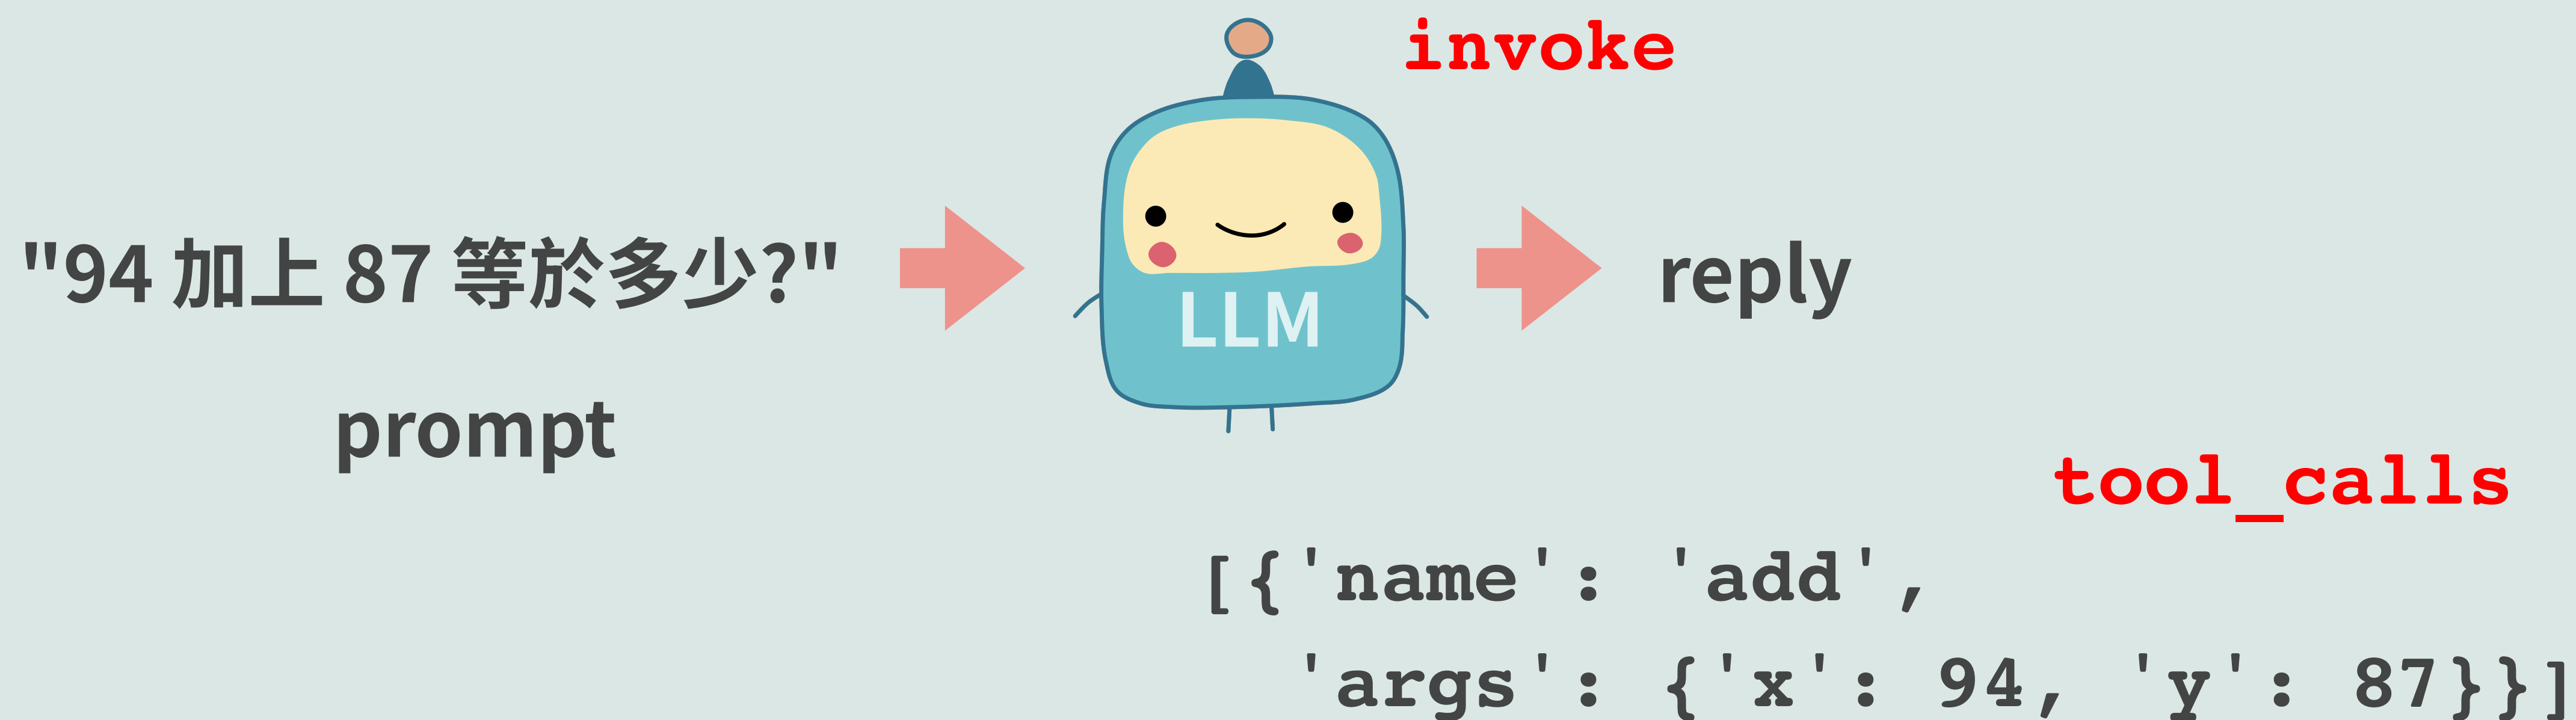 invoke
"94 加上 87 等於多少?"
LLM
reply
prompt
tool_calls
[{'name': 'add',
'args': {'x': 94, 'y': 87}}]